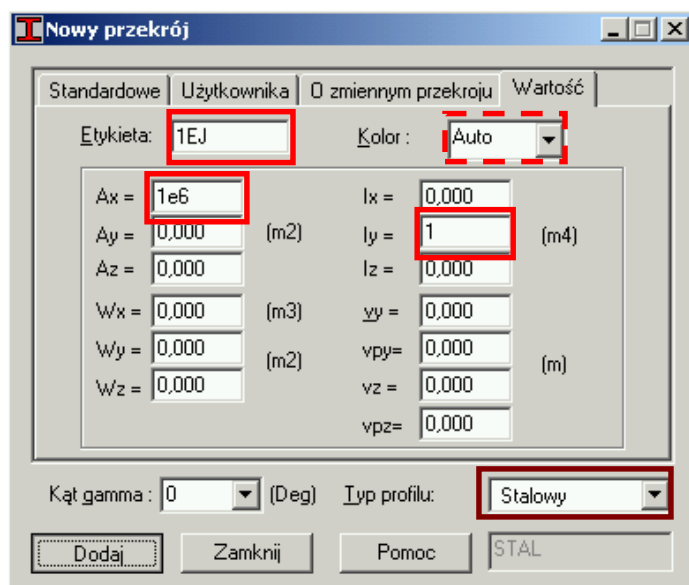 Nowy przekrój
Standardowe Użytkownika O zmiennym przekroju Wartość
Etykieta: 1EJ Kolor : Auto
Ax = 1e6 Ix = 0,000
Ay = 0,000 (m2) Iy = 1 (m4)
Az = 0,000 Iz = 0,000
Wx = 0,000 (m3) vy = 0,000
Wy = 0,000 (m2) vpy= 0,000 (m)
Wz = 0,000 vz = 0,000
vpz= 0,000
Kąt gamma : 0 (Deg) Typ profilu: Stalowy
Dodaj Zamknij Pomoc STAL